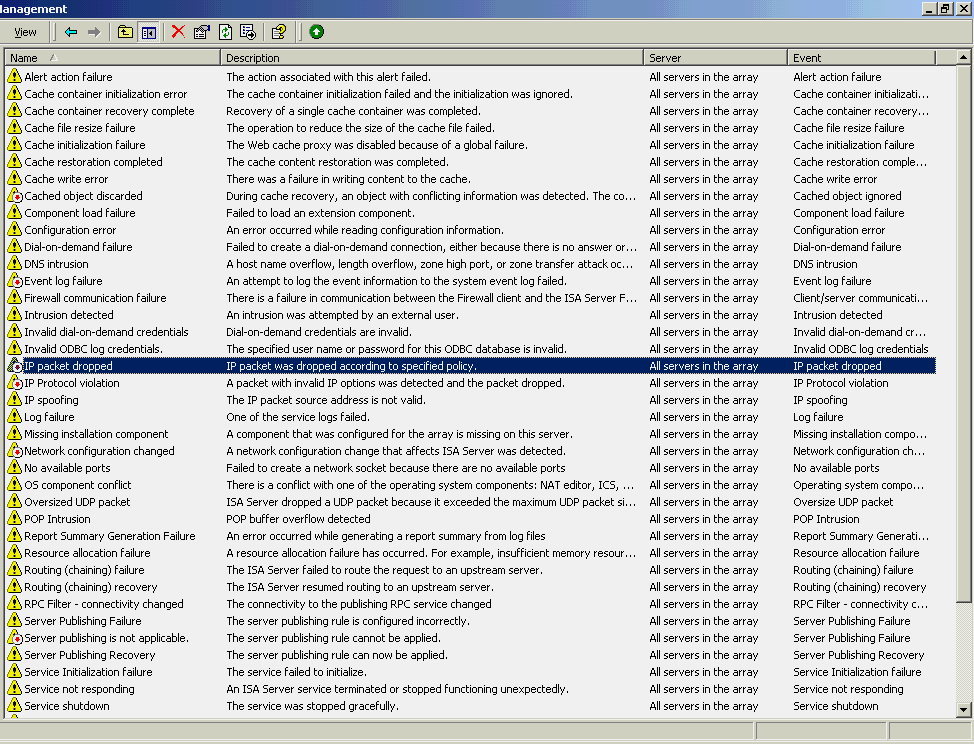 lanagement
View
Name Description Server Event
Alert action failure The action associated with this alert failed. All servers in the array Alert action failure
Cache container initialization error The cache container initialization failed and the initialization was ignored. All servers in the array Cache container initializati...
Cache container recovery complete Recovery of a single cache container was completed. All servers in the array Cache container recovery...
Cache file resize failure The operation to reduce the size of the cache file failed. All servers in the array Cache file resize failure
Cache initialization failure The Web cache proxy was disabled because of a global failure. All servers in the array Cache initialization failure
Cache restoration completed The cache content restoration was completed. All servers in the array Cache restoration comple...
Cache write error There was a failure in writing content to the cache. All servers in the array Cache write error
Cached object discarded During cache recovery, an object with conflicting information was detected. The co... All servers in the array Cached object ignored
Component load failure Failed to load an extension component. All servers in the array Component load failure
Configuration error An error occurred while reading configuration information. All servers in the array Configuration error
Dial-on-demand failure Failed to create a dial-on-demand connection, either because there is no answer or... All servers in the array Dial-on-demand failure
DNS intrusion A host name overflow, length overflow, zone high port, or zone transfer attack oc... All servers in the array DNS intrusion
Event log failure An attempt to log the event information to the system event log failed. All servers in the array Event log failure
Firewall communication failure There is a failure in communication between the Firewall client and the ISA Server F... All servers in the array Client/server communicati...
Intrusion detected An intrusion was attempted by an external user. All servers in the array Intrusion detected
Invalid dial-on-demand credentials Dial-on-demand credentials are invalid. All servers in the array Invalid dial-on-demand cr...
Invalid ODBC log credentials. The specified user name or password for this ODBC database is invalid. All servers in the array Invalid ODBC log credentials
IP packet dropped IP packet was dropped according to specified policy. All servers in the array IP packet dropped
IP Protocol violation A packet with invalid IP options was detected and the packet dropped. All servers in the array IP Protocol violation
IP spoofing The IP packet source address is not valid. All servers in the array IP spoofing
Log failure One of the service logs failed. All servers in the array Log failure
Missing installation component A component that was configured for the array is missing on this server. All servers in the array Missing installation compo...
Network configuration changed A network configuration change that affects ISA Server was detected. All servers in the array Network configuration ch...
No available ports Failed to create a network socket because there are no available ports All servers in the array No available ports
OS component conflict There is a conflict with one of the operating system components: NAT editor, ICS, ... All servers in the array Operating system compo...
Oversized UDP packet ISA Server dropped a UDP packet because it exceeded the maximum UDP packet si... All servers in the array Oversize UDP packet
POP Intrusion POP buffer overflow detected All servers in the array POP Intrusion
Report Summary Generation Failure An error occurred while generating a report summary from log files All servers in the array Report Summary Generati...
Resource allocation failure A resource allocation failure has occurred. For example, insufficient memory resour... All servers in the array Resource allocation failure
Routing (chaining) failure The ISA Server failed to route the request to an upstream server. All servers in the array Routing (chaining) failure
Routing (chaining) recovery The ISA Server resumed routing to an upstream server. All servers in the array Routing (chaining) recovery
RPC Filter - connectivity changed The connectivity to the publishing RPC service changed All servers in the array RPC Filter - connectivity c...
Server Publishing Failure The server publishing rule is configured incorrectly. All servers in the array Server Publishing Failure
Server publishing is not applicable. The server publishing rule cannot be applied. All servers in the array Server Publishing Failure
Server Publishing Recovery The server publishing rule can now be applied. All servers in the array Server Publishing Recovery
Service Initialization failure The service failed to initialize. All servers in the array Service Initialization failure
Service not responding An ISA Server service terminated or stopped functioning unexpectedly. All servers in the array Service not responding
Service shutdown The service was stopped gracefully. All servers in the array Service shutdown